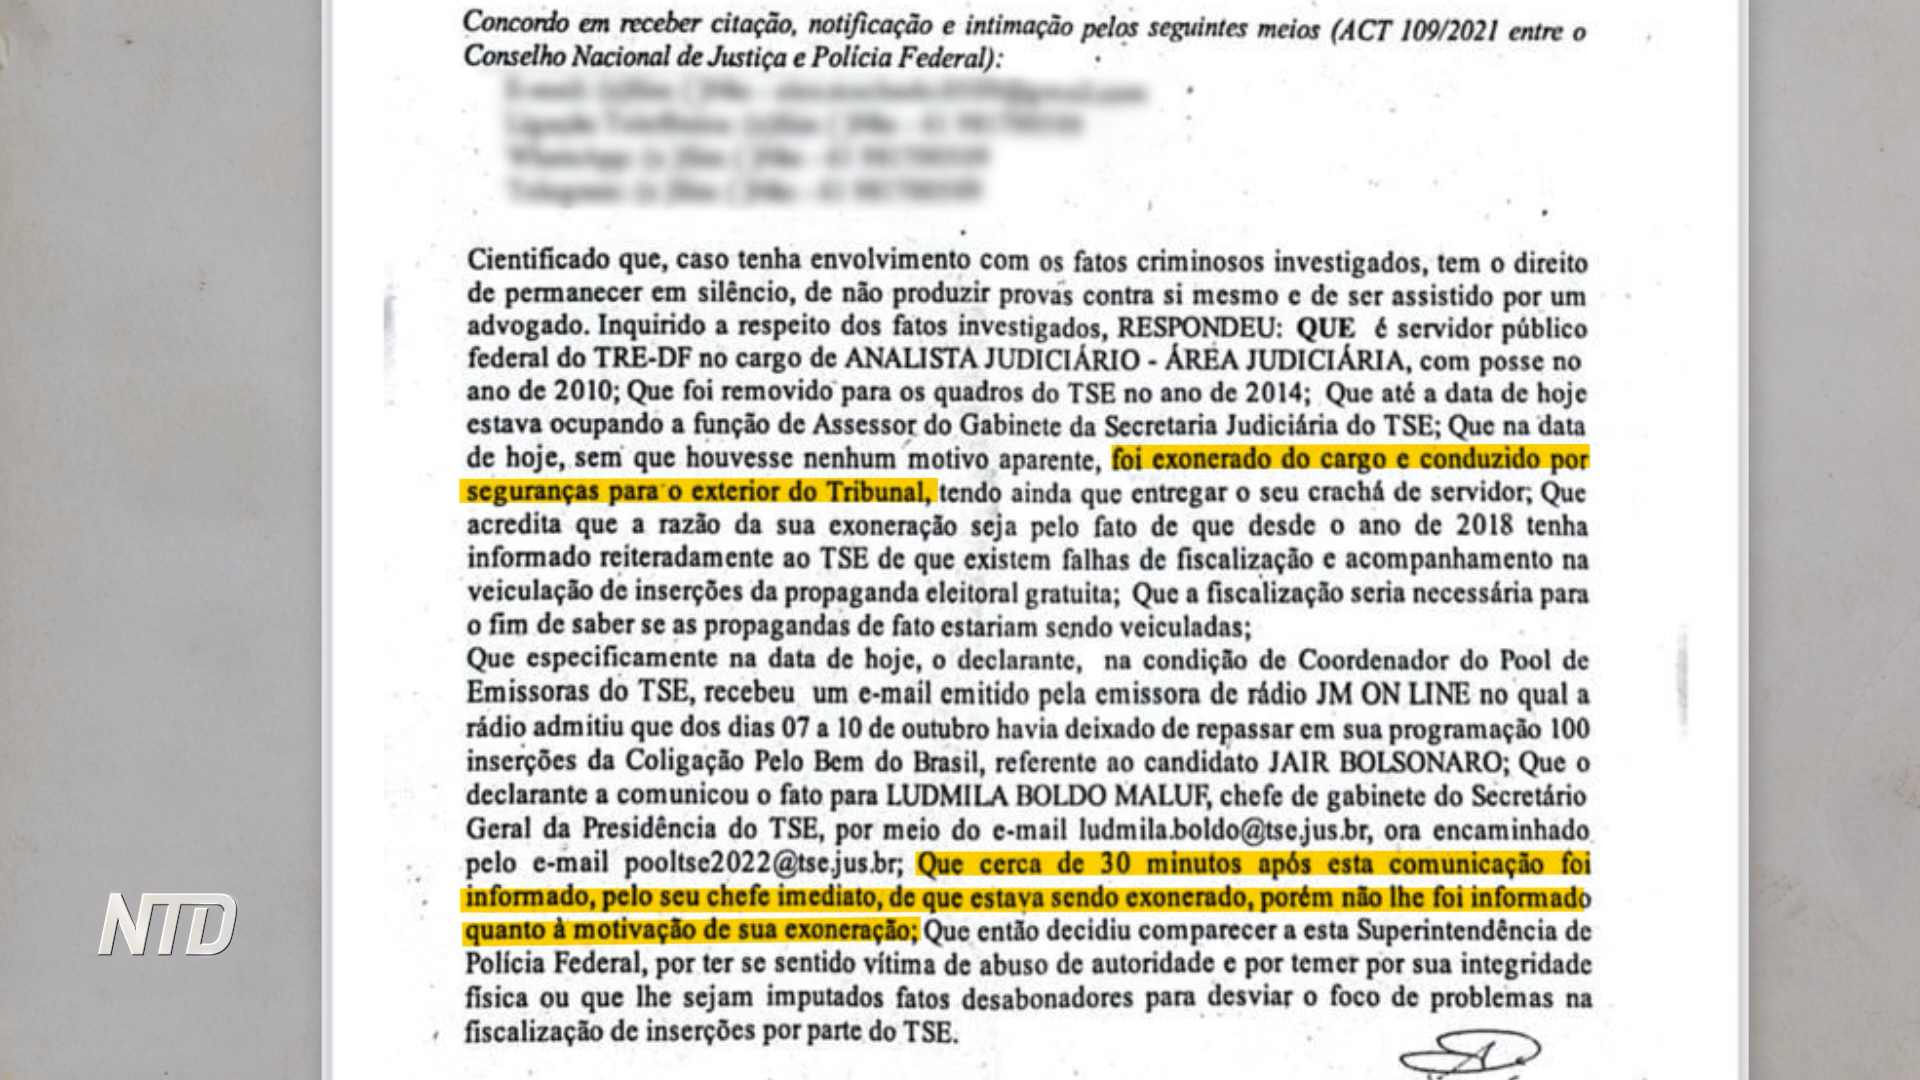 Concordo em receber citação, notificação e intimação pelos seguintes meios (ACT 109/2021 entre o
Conselho Nacional de Justiça e Polícia Federal):
Cientificado que, caso tenha envolvimento com os fatos criminosos investigados, tem o direito
de permanecer em silêncio, de não produzir provas contra si mesmo e de ser assistido por um
advogado. Inquirido a respeito dos fatos investigados, RESPONDEU: QUE é servidor público
federal do TRE-DF no cargo de ANALISTA JUDICIÁRIO - ÁREA JUDICIÁRIA, com posse no
ano de 2010; Que foi removido para os quadros do TSE no ano de 2014; Que até a data de hoje
estava ocupando a função de Assessor do Gabinete da Secretaria Judiciária do TSE; Que na data
de hoje, sem que houvesse nenhum motivo aparente, foi exonerado do cargo e conduzido por
seguranças para o exterior do Tribunal, tendo ainda que entregar o seu crachá de servidor; Que
acredita que a razão da sua exoneração seja pelo fato de que desde o ano de 2018 tenha
informado reiteradamente ao TSE de que existem falhas de fiscalização e acompanhamento na
veiculação de inserções da propaganda eleitoral gratuita; Que a fiscalização seria necessária para
o fim de saber se as propagandas de fato estariam sendo veiculadas;
Que especificamente na data de hoje, o declarante, na condição de Coordenador do Pool de
Emissoras do TSE, recebeu um e-mail emitido pela emissora de rádio JM ON LINE no qual a
rádio admitiu que dos dias 07 a 10 de outubro havia deixado de repassar em sua programação 100
inserções da Coligação Pelo Bem do Brasil, referente ao candidato JAIR BOLSONARO; Que o
declarante a comunicou o fato para LUDMILA BOLDO MALUF, chefe de gabinete do Secretário
Geral da Presidência do TSE, por meio do e-mail ludmila.boldo@tse.jus.br, ora encaminhado
pelo e-mail pooltse2022@tse.jus.br; Que cerca de 30 minutos após esta comunicação foi
informado, pelo seu chefe imediato, de que estava sendo exonerado, porém não lhe foi informado
quanto à motivação de sua exoneração; Que então decidiu comparecer a esta Superintendência de
Polícia Federal, por ter se sentido vítima de abuso de autoridade e por temer por sua integridade
física ou que lhe sejam imputados fatos desabonadores para desviar o foco de problemas na
fiscalização de inserções por parte do TSE.
NTD